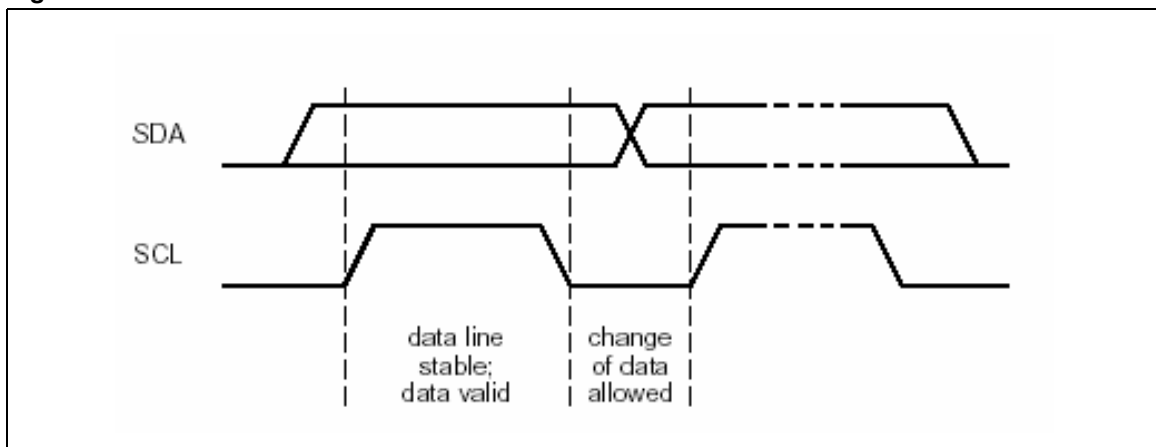 SDA
SCL
data line
stable;
data valid
change
of data
allowed